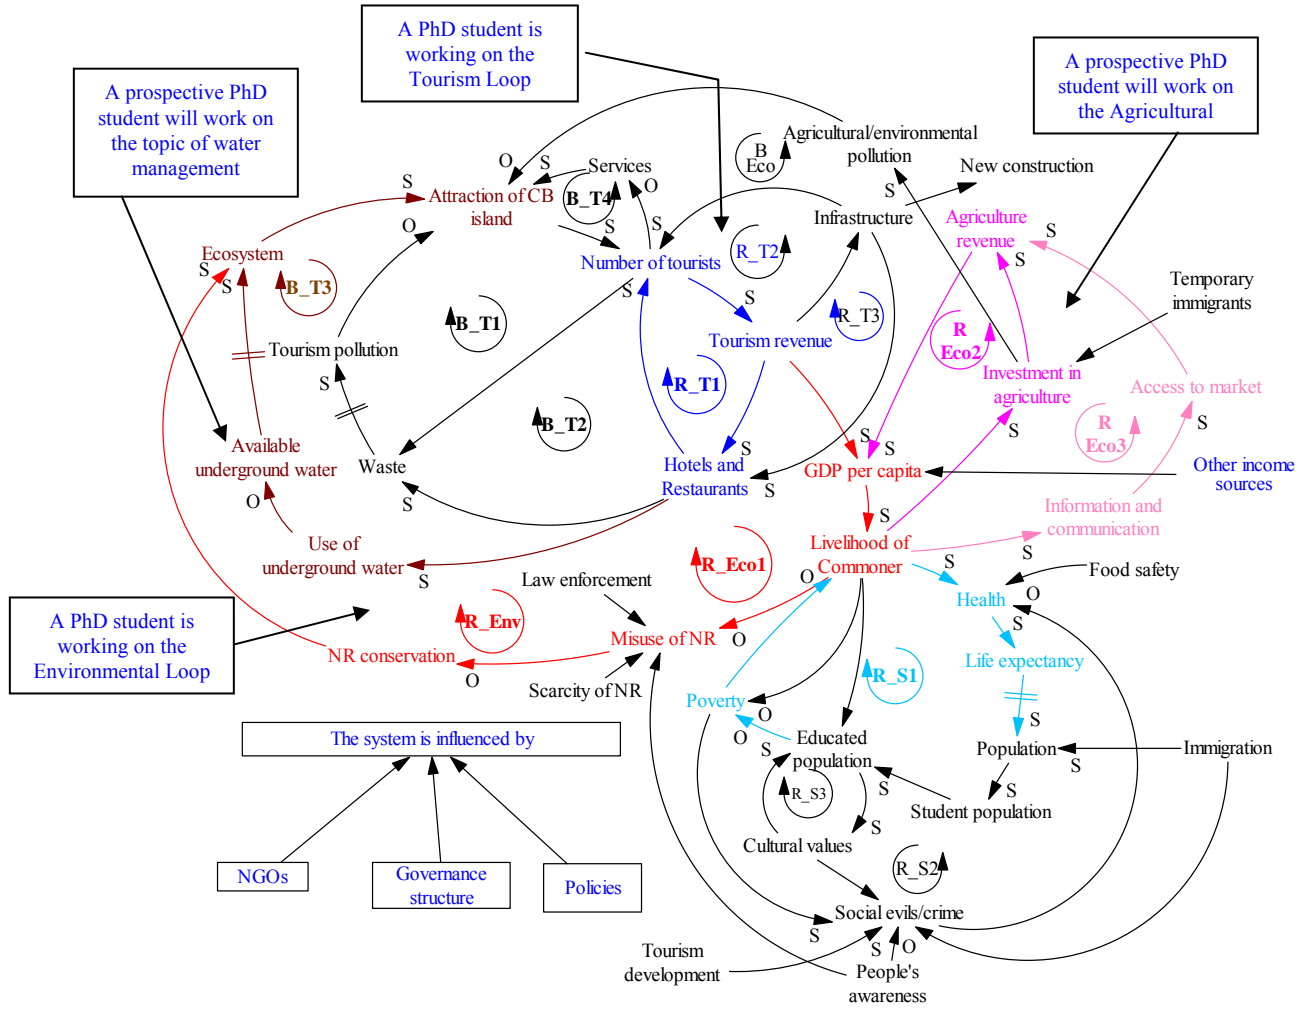 A PhD student is
working on the
Tourism Loop
A prospective PhD
student will work on
the Agricultural
A prospective PhD
student will work on
the topic of water
management
Agricultural/environmental
pollution
B
Eco
New construction
O
S
Services
S
Attraction of CB
island
B_T4
O
S
S
Infrastructure
Agriculture
revenue
S
O
Ecosystem
S
S
Number of tourists
R_T2
S
S
B_T3
S
S
Temporary
immigrants
B_T1
R_T3
Tourism pollution
Tourism revenue
R
Eco2
S
R_T1
Investment in
agriculture
Access to market
B_T2
S
R
Eco3
S
Available
underground water
Waste
S
S
S
Hotels and
Restaurants
GDP per capita
Other income
sources
O
S
S
S
Information and
communication
Use of
underground water
S
R_Eco1
Livelihood of
Commoner
S
S
O
Food safety
Law enforcement
Health
O
S
A PhD student is
working on the
Environmental Loop
R_Env
Misuse of NR
O
NR conservation
O
Scarcity of NR
Life expectancy
R_S1
Poverty
O
S
O
The system is influenced by
S
Educated
population
Population
S
Immigration
R_S3
S
S
Student population
S
Cultural values
NGOs
Governance
structure
Policies
R_S2
Social evils/crime
S
S
O
Tourism
development
People's
awareness